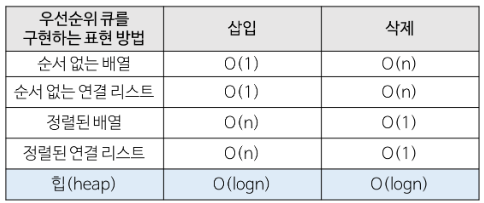 우선순위 큐를
구현하는 표현 방법 삽입 삭제
순서 없는 배열 O(1) O(n)
순서 없는 연결 리스트 O(1) O(n)
정렬된 배열 O(n) O(1)
정렬된 연결 리스트 O(n) O(1)
힙(heap) O(logn) O(logn)